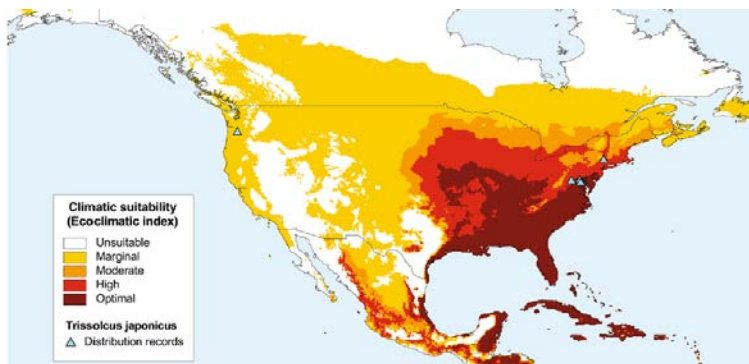 Climatic suitability
(Ecoclimatic index)
Unsuitable
Marginal
Moderate
High
Optimal
Trissolcus japonicus
Distribution records